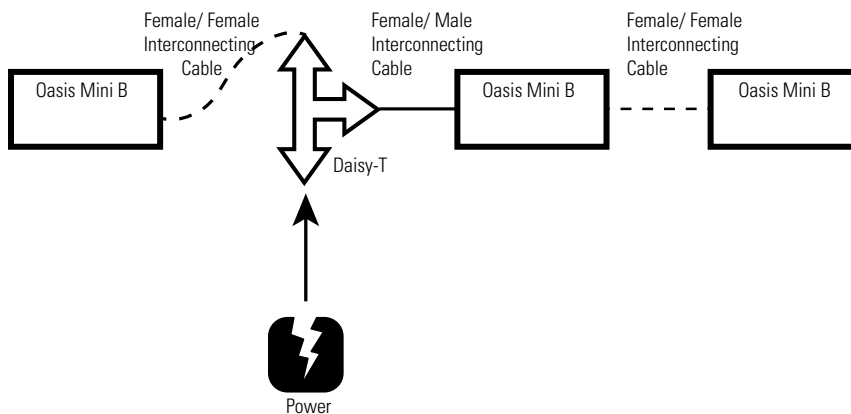 Female/ Female
Interconnecting
Cable
Female/ Male
Interconnecting
Cable
Female/ Female
Interconnecting
Cable
Oasis Mini B
Oasis Mini B
Oasis Mini B
Daisy-T
Power